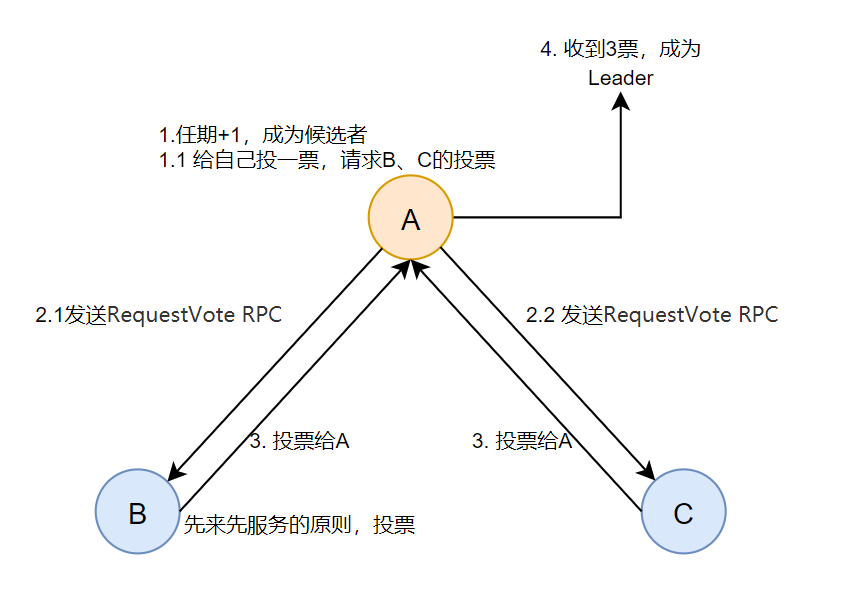 4. 收到3票，成为
Leader
1.任期+1，成为候选者
1.1 给自己投一票，请求B、C的投票
A
2.1发送RequestVote RPC
2.2 发送RequestVote RPC
3. 投票给A
3. 投票给A
B
先来先服务的原则，投票
C